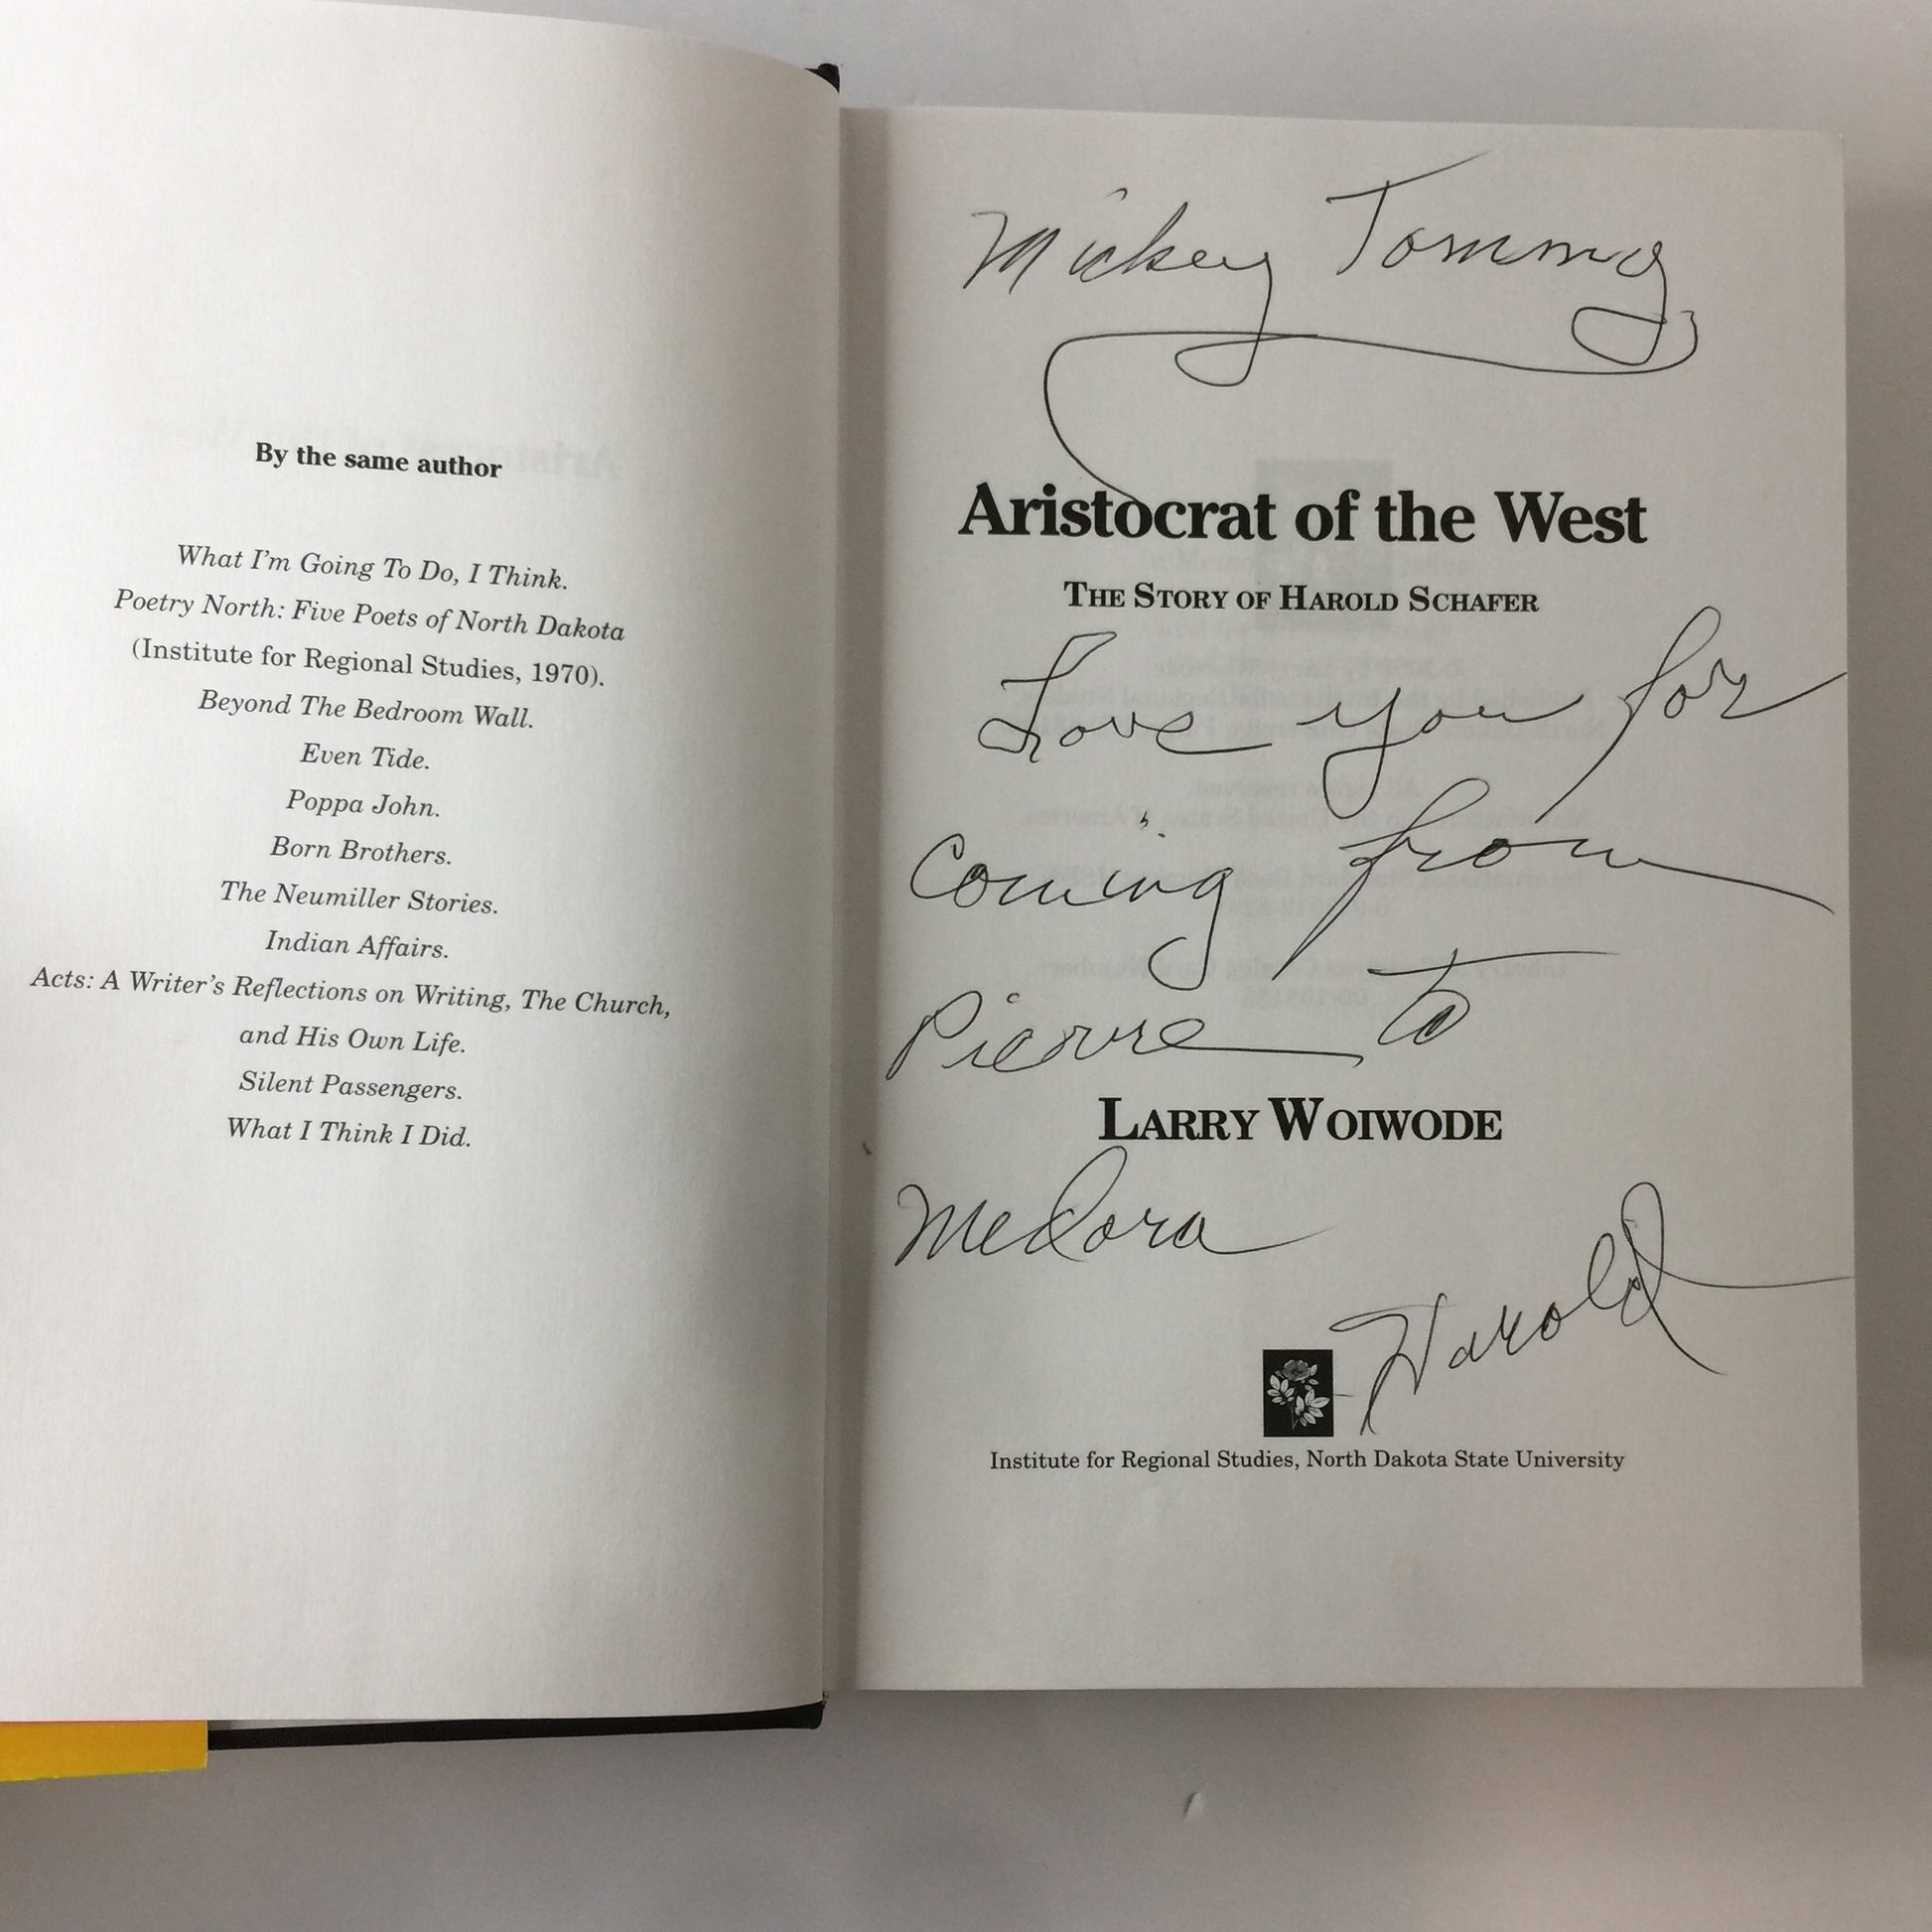 By the same author
What I'm Going To Do, I Think.
Poetry North: Five Poets of North Dakota
(Institute for Regional Studies, 1970).
Beyond The Bedroom Wall.
Even Tide.
Poppa John.
Born Brothers.
The Neumiller Stories.
Indian Affairs.
Acts: A Writer's Reflections on Writing, The Church,
and His Own Life.
Silent Passengers.
What I Think I Did.
Mickey Tommy
Aristocrat of the West
THE STORY OF HAROLD SCHAFER
Love you for
coming from
Pierre to
LARRY WOIWODE
Medora
Harold
Institute for Regional Studies, North Dakota State University